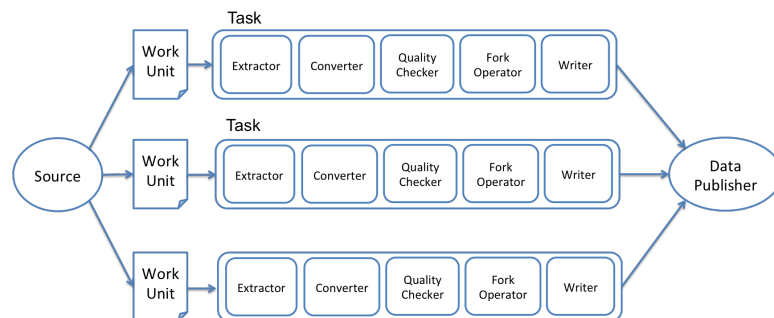 Task
Work
Unit
Extractor
Converter
Quality
Checker
Fork
Operator
Writer
Task
Source
Work
Unit
Extractor
Converter
Quality
Checker
Fork
Operator
Writer
Data
Publisher
Work
Unit
Extractor
Converter
Quality
Checker
Fork
Operator
Writer